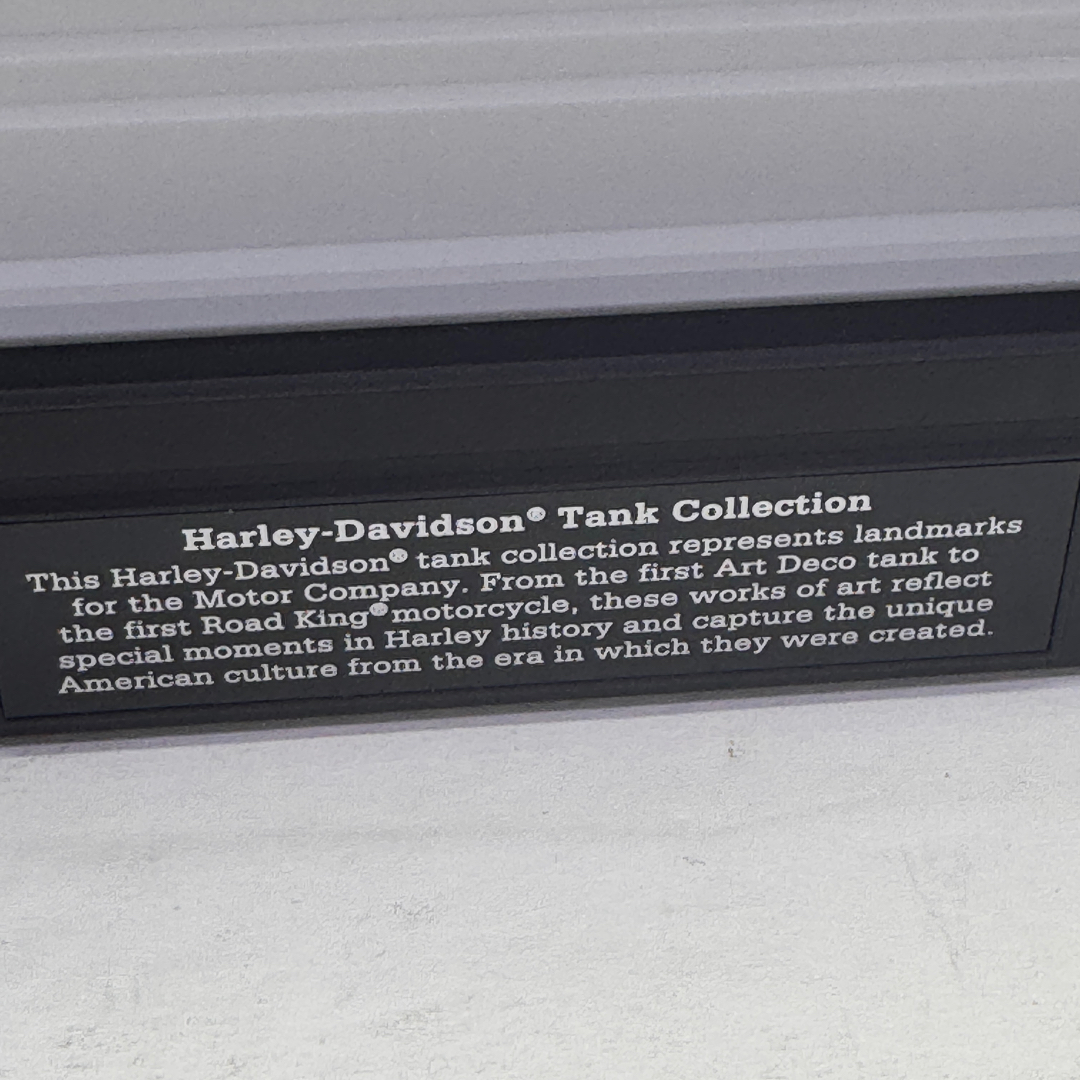 Harley-Davidson® Tank Collection
This Harley-Davidson® tank collection represents landmarks
for the Motor Company. From the first Art Deco tank to
the first Road King® motorcycle, these works of art reflect
special moments in Harley history and capture the unique
American culture from the era in which they were created.